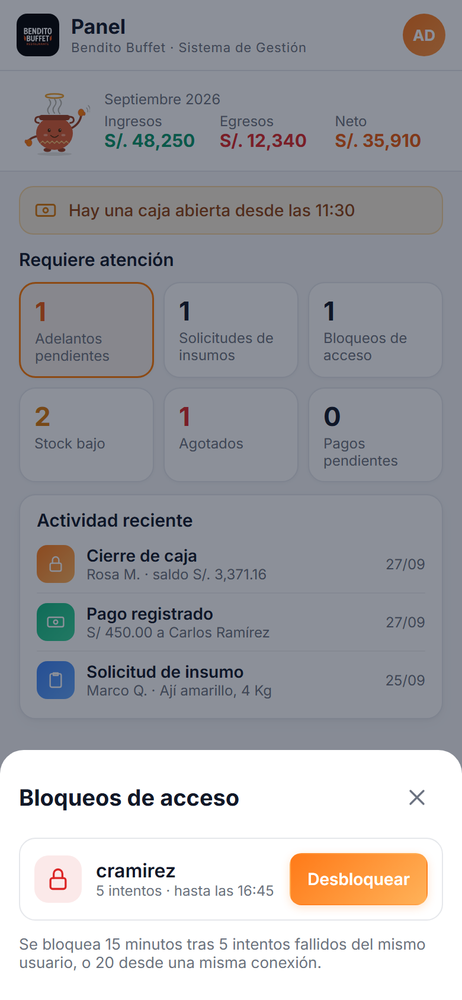 BENDITO
BUFFET
RESTAURANTE
Panel
Bendito Buffet · Sistema de Gestión
AD
Septiembre 2026
Ingresos
S/. 48,250
Egresos
S/. 12,340
Neto
S/. 35,910
Hay una caja abierta desde las 11:30
Requiere atención
1
Adelantos
pendientes
1
Solicitudes de
insumos
1
Bloqueos de
acceso
2
Stock bajo
1
Agotados
0
Pagos
pendientes
Actividad reciente
Cierre de caja
Rosa M. · saldo S/. 3,371.16
27/09
Pago registrado
S/ 450.00 a Carlos Ramírez
27/09
Solicitud de insumo
Marco Q. · Ají amarillo, 4 Kg
25/09
Bloqueos de acceso
cramirez
5 intentos · hasta las 16:45
Desbloquear
Se bloquea 15 minutos tras 5 intentos fallidos del mismo
usuario, o 20 desde una misma conexión.